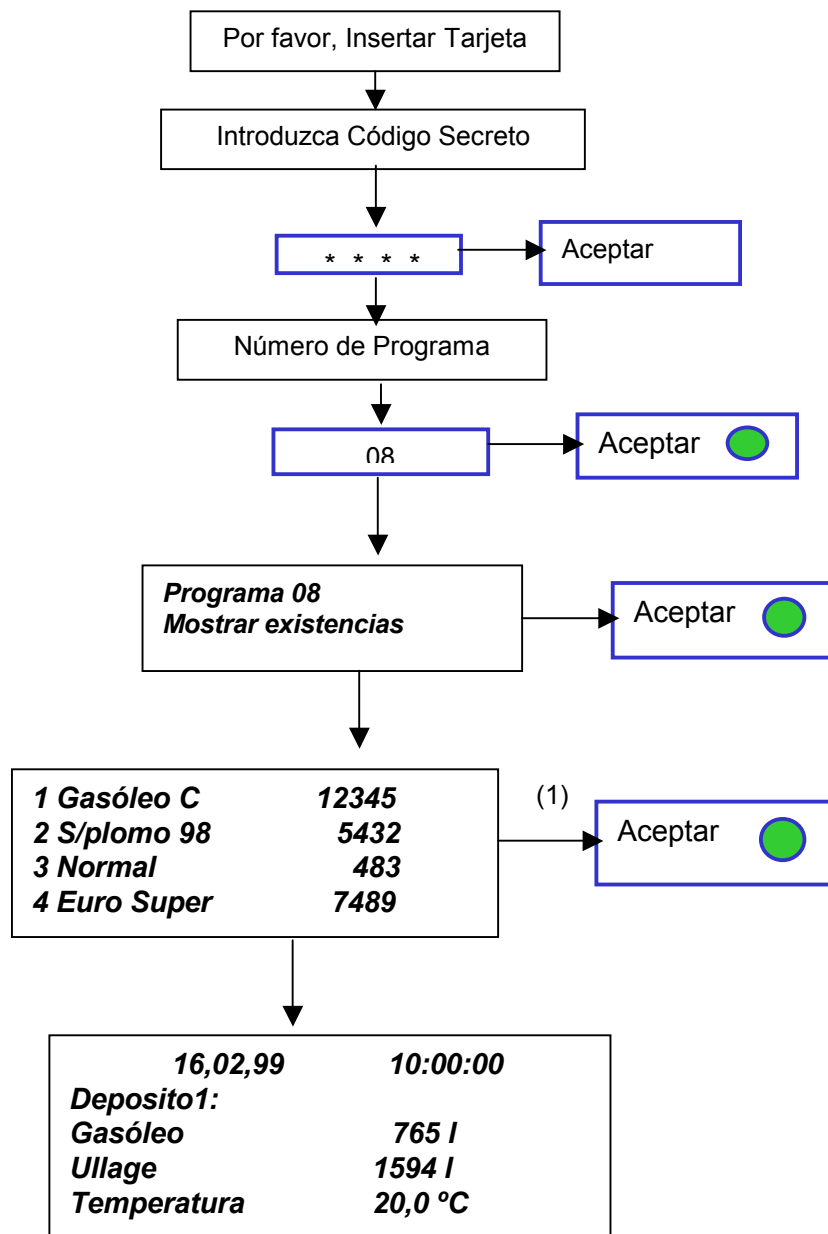 Por favor, Insertar Tarjeta
Introduzca Código Secreto
* * * *
Aceptar
Número de Programa
08
Aceptar
Programa 08
Mostrar existencias
Aceptar
1 Gasóleo C 12345
2 S/plomo 98 5432
3 Normal 483
4 Euro Super 7489
(1)
Aceptar
16,02,99 10:00:00
Deposito1:
Gasóleo 765 l
Ullage 1594 l
Temperatura 20,0 ºC